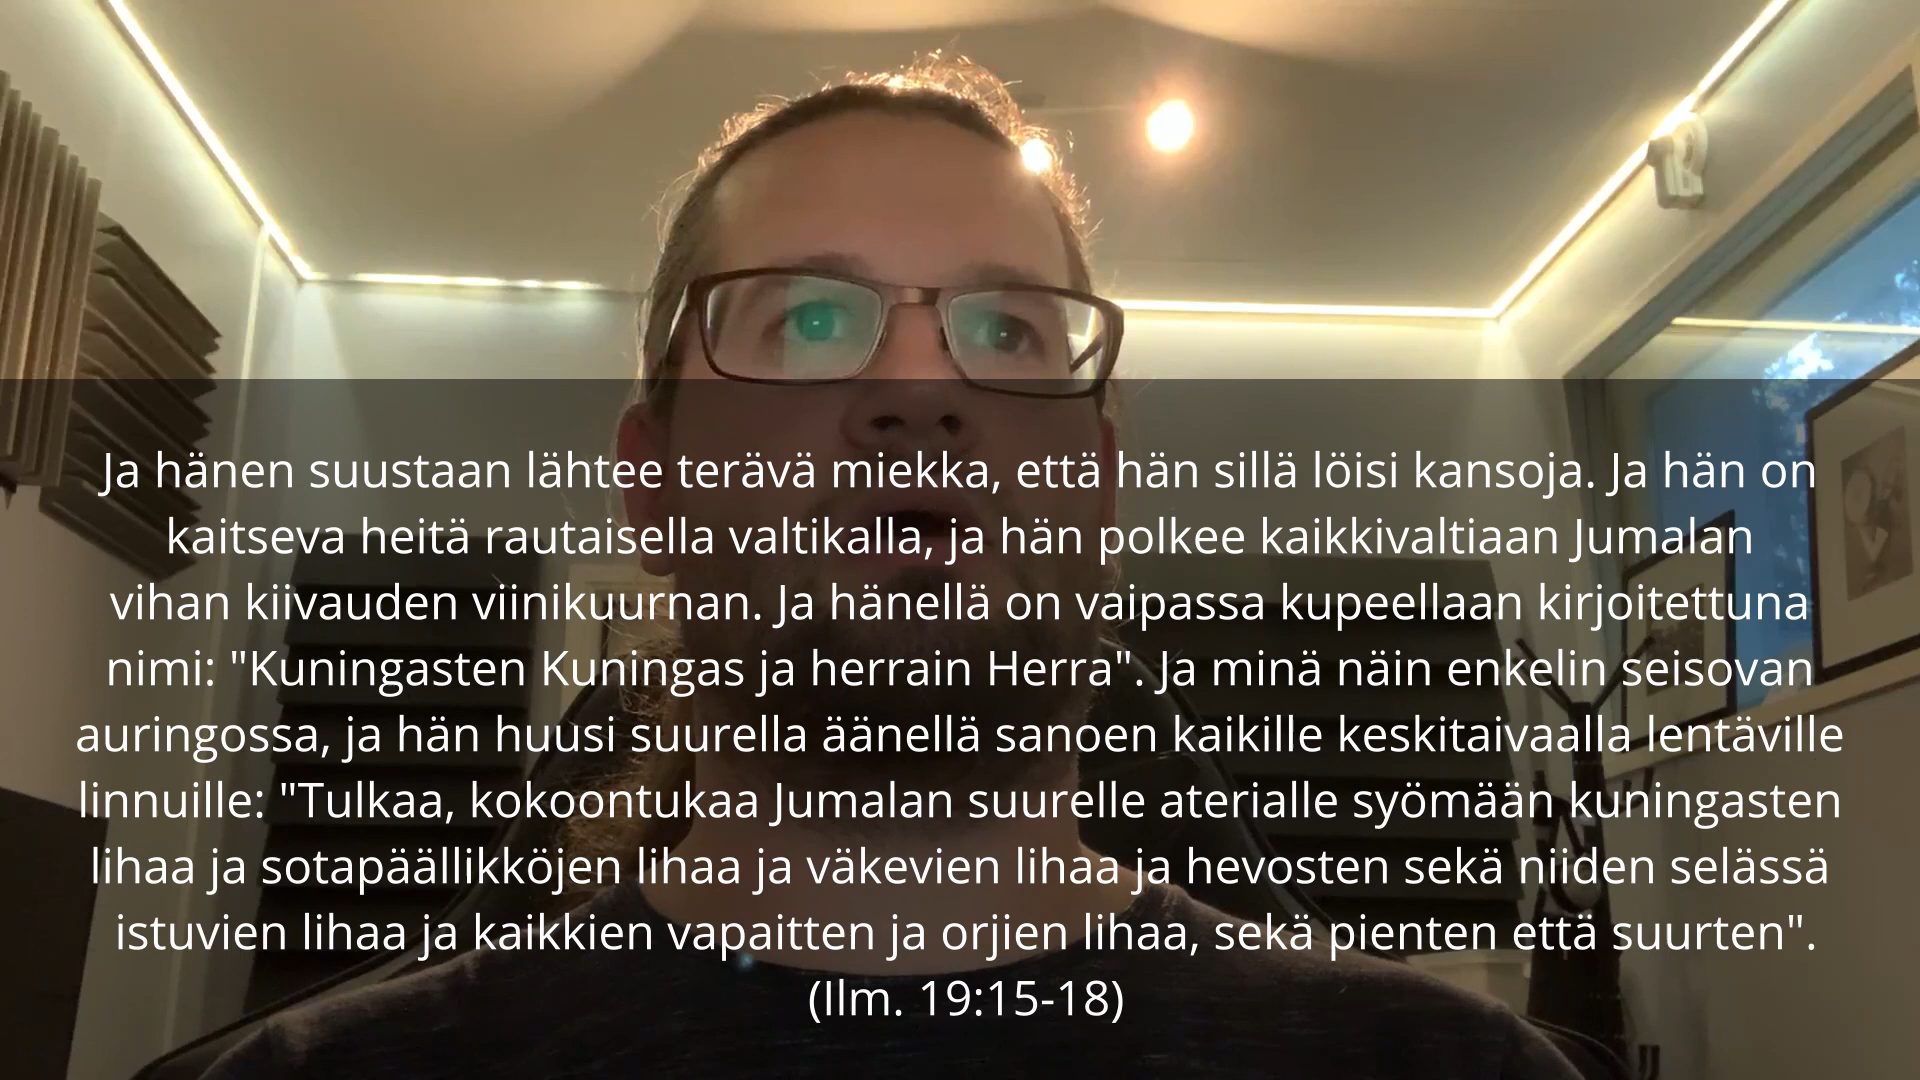 Ja hänen suustaan lähtee terävä miekka, että hän sillä löisi kansoja. Ja hän on
kaitseva heitä rautaisella valtikalla, ja hän polkee kaikkivaltiaan Jumalan
vihan kiivauden viinikuurnan. Ja hänellä on vaipassa kupeellaan kirjoitettuna
nimi: "Kuningasten Kuningas ja herrain Herra". Ja minä näin enkelin seisovan
auringossa, ja hän huusi suurella äänellä sanoen kaikille keskitaivaalla lentäville
linnuille: "Tulkaa, kokoontukaa Jumalan suurelle aterialle syömään kuningasten
lihaa ja sotapäällikköjen lihaa ja väkevien lihaa ja hevosten sekä niiden selässä
istuvien lihaa ja kaikkien vapaitten ja orjien lihaa, sekä pienten että suurten".
(Ilm. 19:15-18)